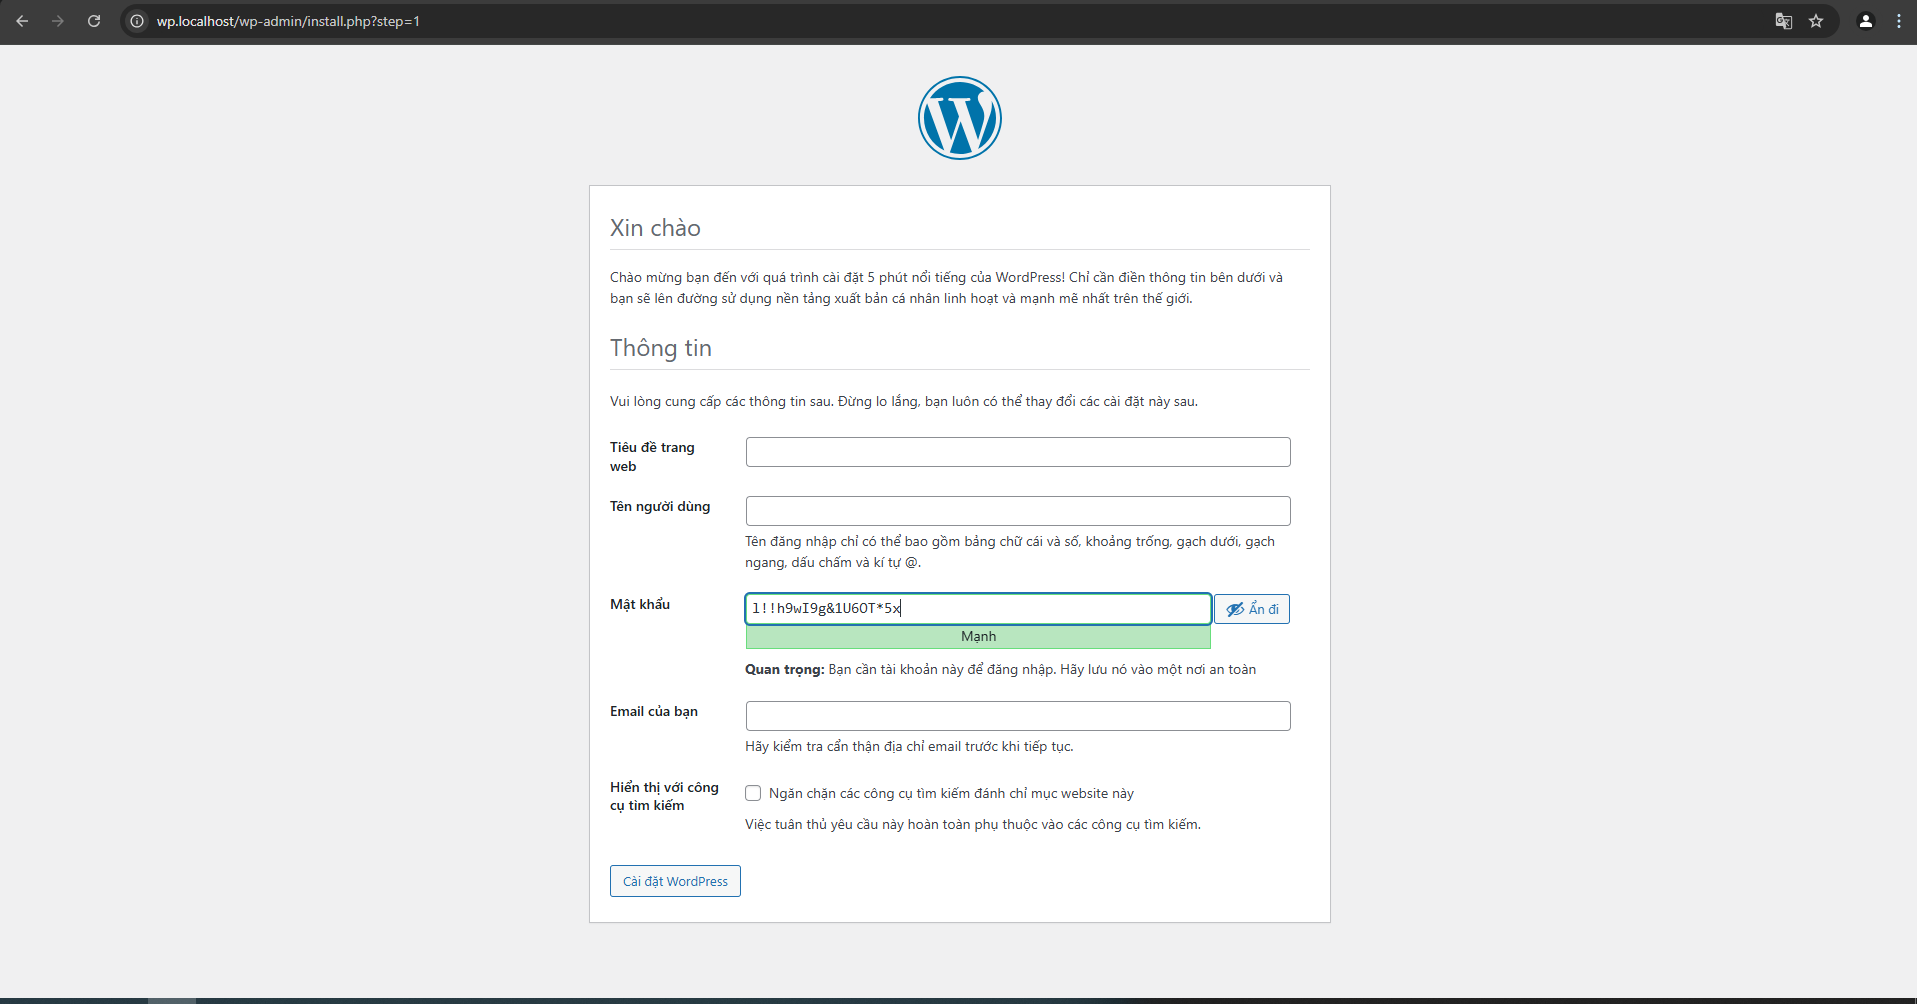 wp.localhost/wp-admin/install.php?step=1
Xin chào
Chào mừng bạn đến với quá trình cài đặt 5 phút nổi tiếng của WordPress! Chỉ cần điền thông tin bên dưới và
bạn sẽ lên đường sử dụng nền tảng xuất bản cá nhân linh hoạt và mạnh mẽ nhất trên thế giới.
Thông tin
Vui lòng cung cấp các thông tin sau. Đừng lo lắng, bạn luôn có thể thay đổi các cài đặt này sau.
Tiêu đề trang
web
Tên người dùng
Tên đăng nhập chỉ có thể bao gồm bảng chữ cái và số, khoảng trống, gạch dưới, gạch
ngang, dấu chấm và kí tự @.
Mật khẩu
l!!h9wI9g&1U6OT*5x
Ẩn đi
Mạnh
Quan trọng: Bạn cần tài khoản này để đăng nhập. Hãy lưu nó vào một nơi an toàn
Email của bạn
Hãy kiểm tra cẩn thận địa chỉ email trước khi tiếp tục.
Hiển thị với công
cụ tìm kiếm
Ngăn chặn các công cụ tìm kiếm đánh chỉ mục website này
Việc tuân thủ yêu cầu này hoàn toàn phụ thuộc vào các công cụ tìm kiếm.
Cài đặt WordPress